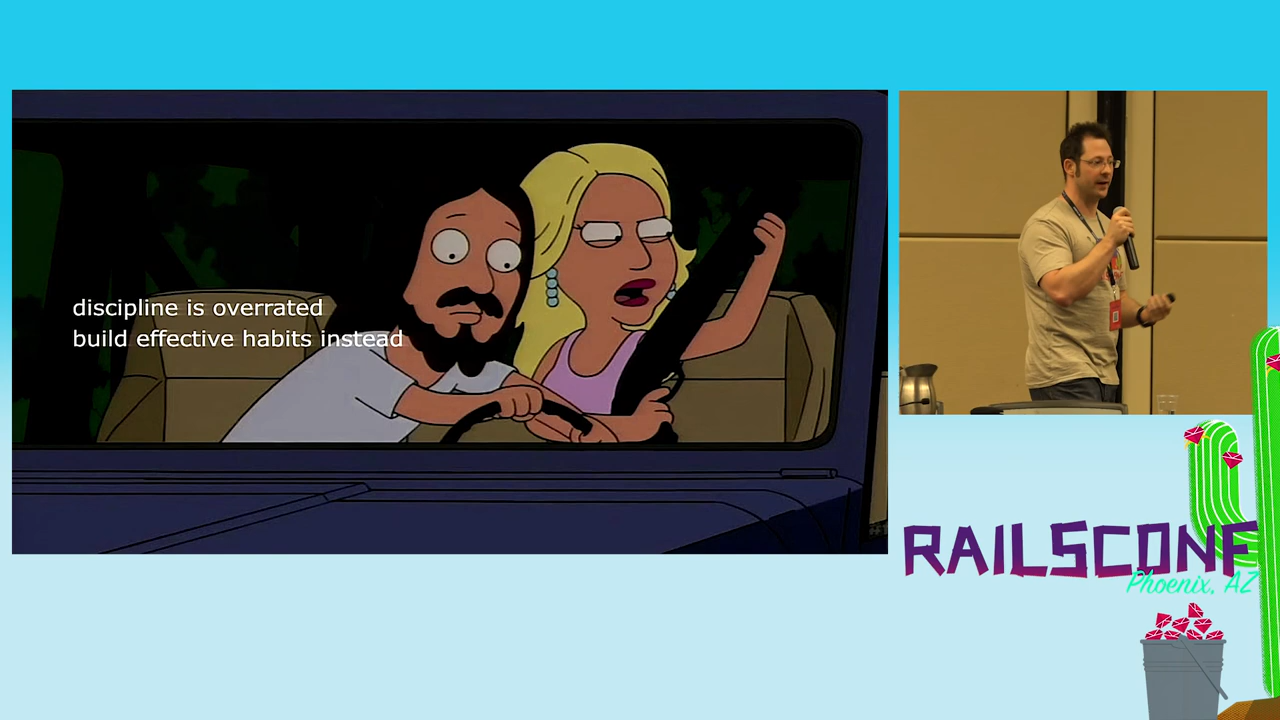 discipline is overrated
build effective habits instead
RAILSCONF
Phoenix, AZ